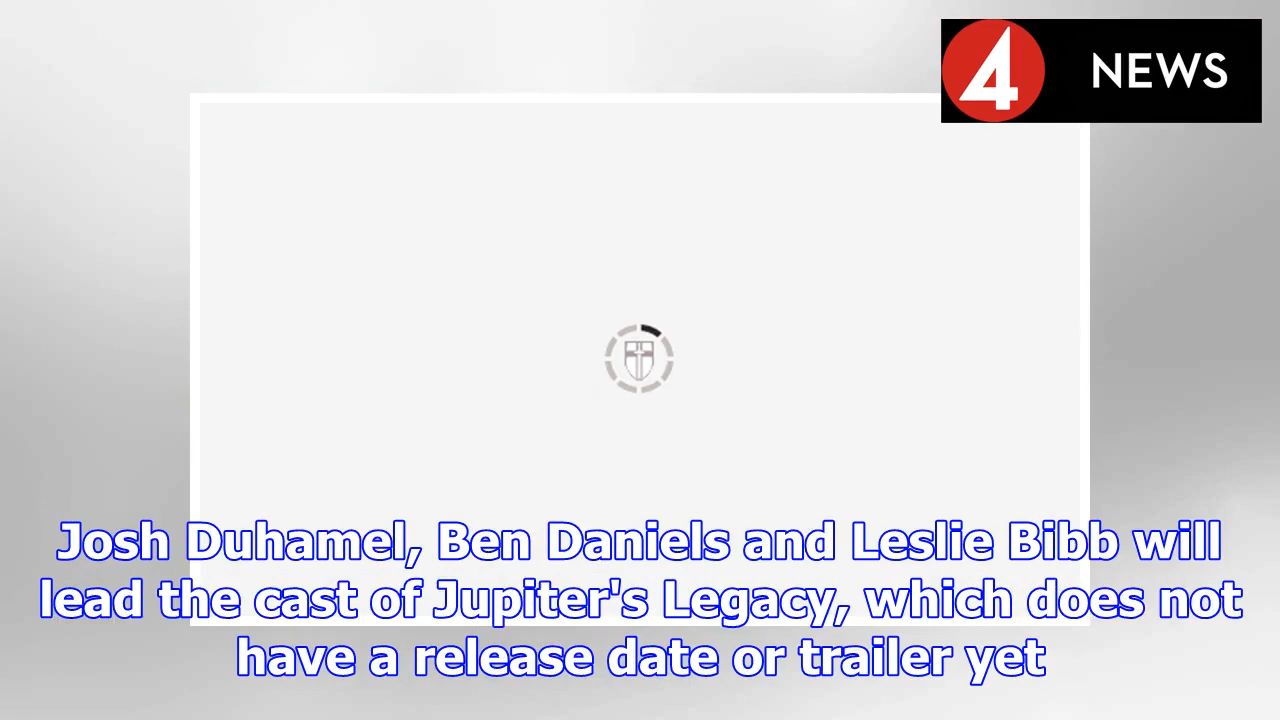 4 NEWS
Josh Duhamel, Ben Daniels and Leslie Bibb will
lead the cast of Jupiter's Legacy, which does not
have a release date or trailer yet